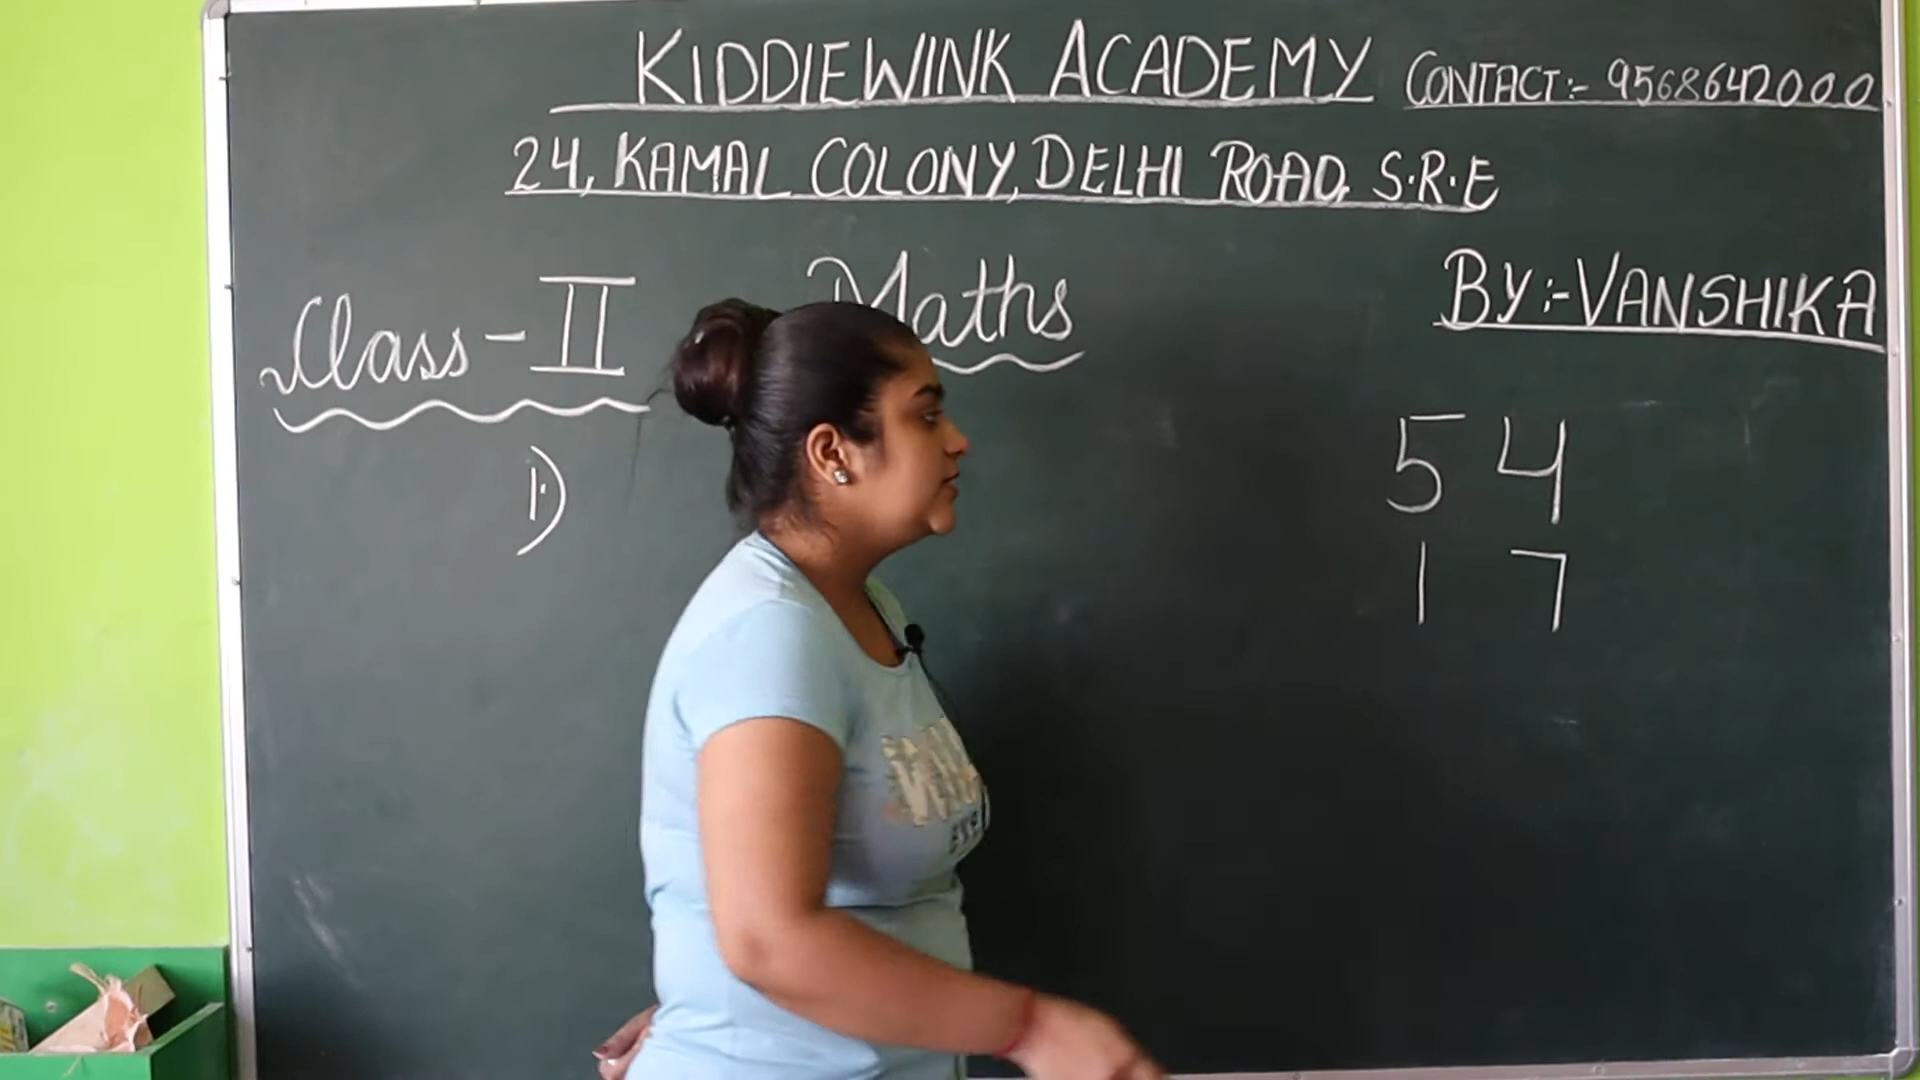 KIDDIEWINK ACADEMY CONTACT:- 9568642000
24, KAMAL COLONY, DELHI ROAD, S.R.E
Class - II Maths BY:- VANSHIKA
1)
5 4
1 7